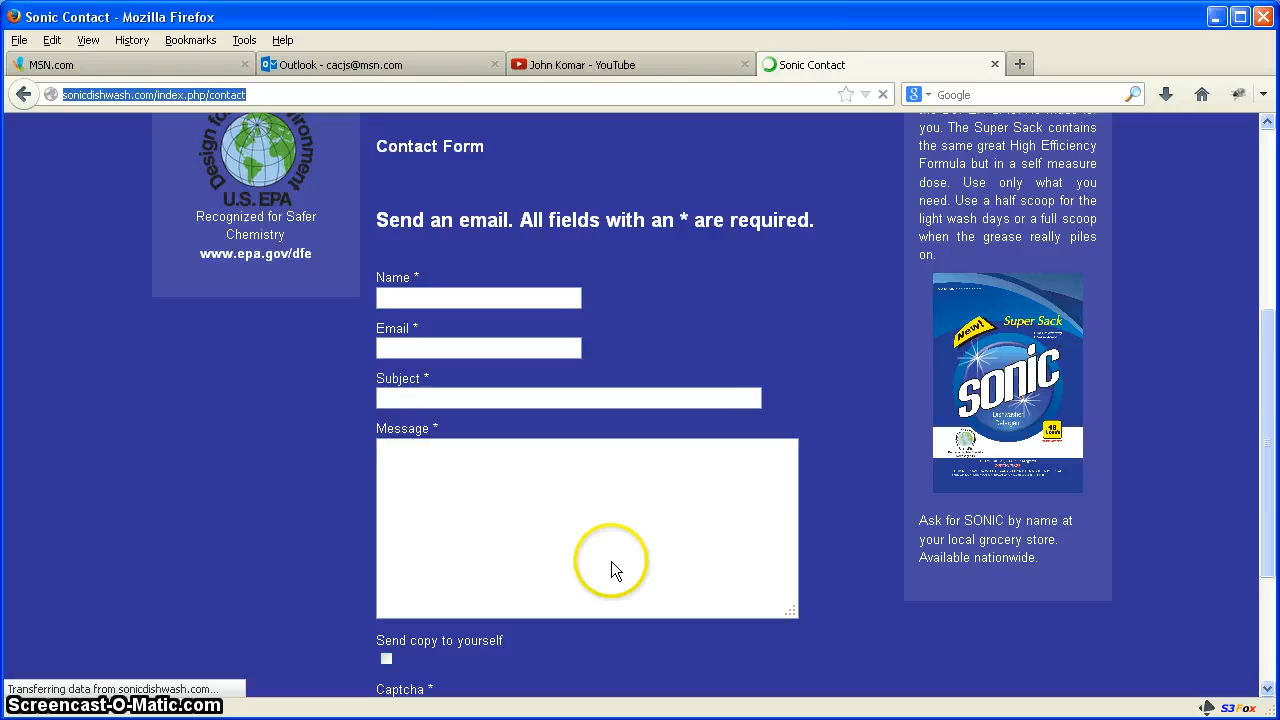 Sonic Contact - Mozilla Firefox
File Edit View History Bookmarks Tools Help
MSN.com
Outlook - cacjs@msn.com
John Komar - YouTube
Sonic Contact
sonicdishwash.com/index.php/contact
Google
Design for the Environment
U.S. EPA
Recognized for Safer
Chemistry
www.epa.gov/dfe
Contact Form
Send an email. All fields with an * are required.
Name *
Email *
Subject *
Message *
Send copy to yourself
Captcha *
you. The Super Sack contains
the same great High Efficiency
Formula but in a self measure
dose. Use only what you
need. Use a half scoop for the
light wash days or a full scoop
when the grease really piles
on.
New!
Super Sack
SONIC
Dishwasher
Detergent
48
Ask for SONIC by name at
your local grocery store.
Available nationwide.
Transferring data from sonicdishwash.com...
Screencast-O-Matic.com
S3Fox